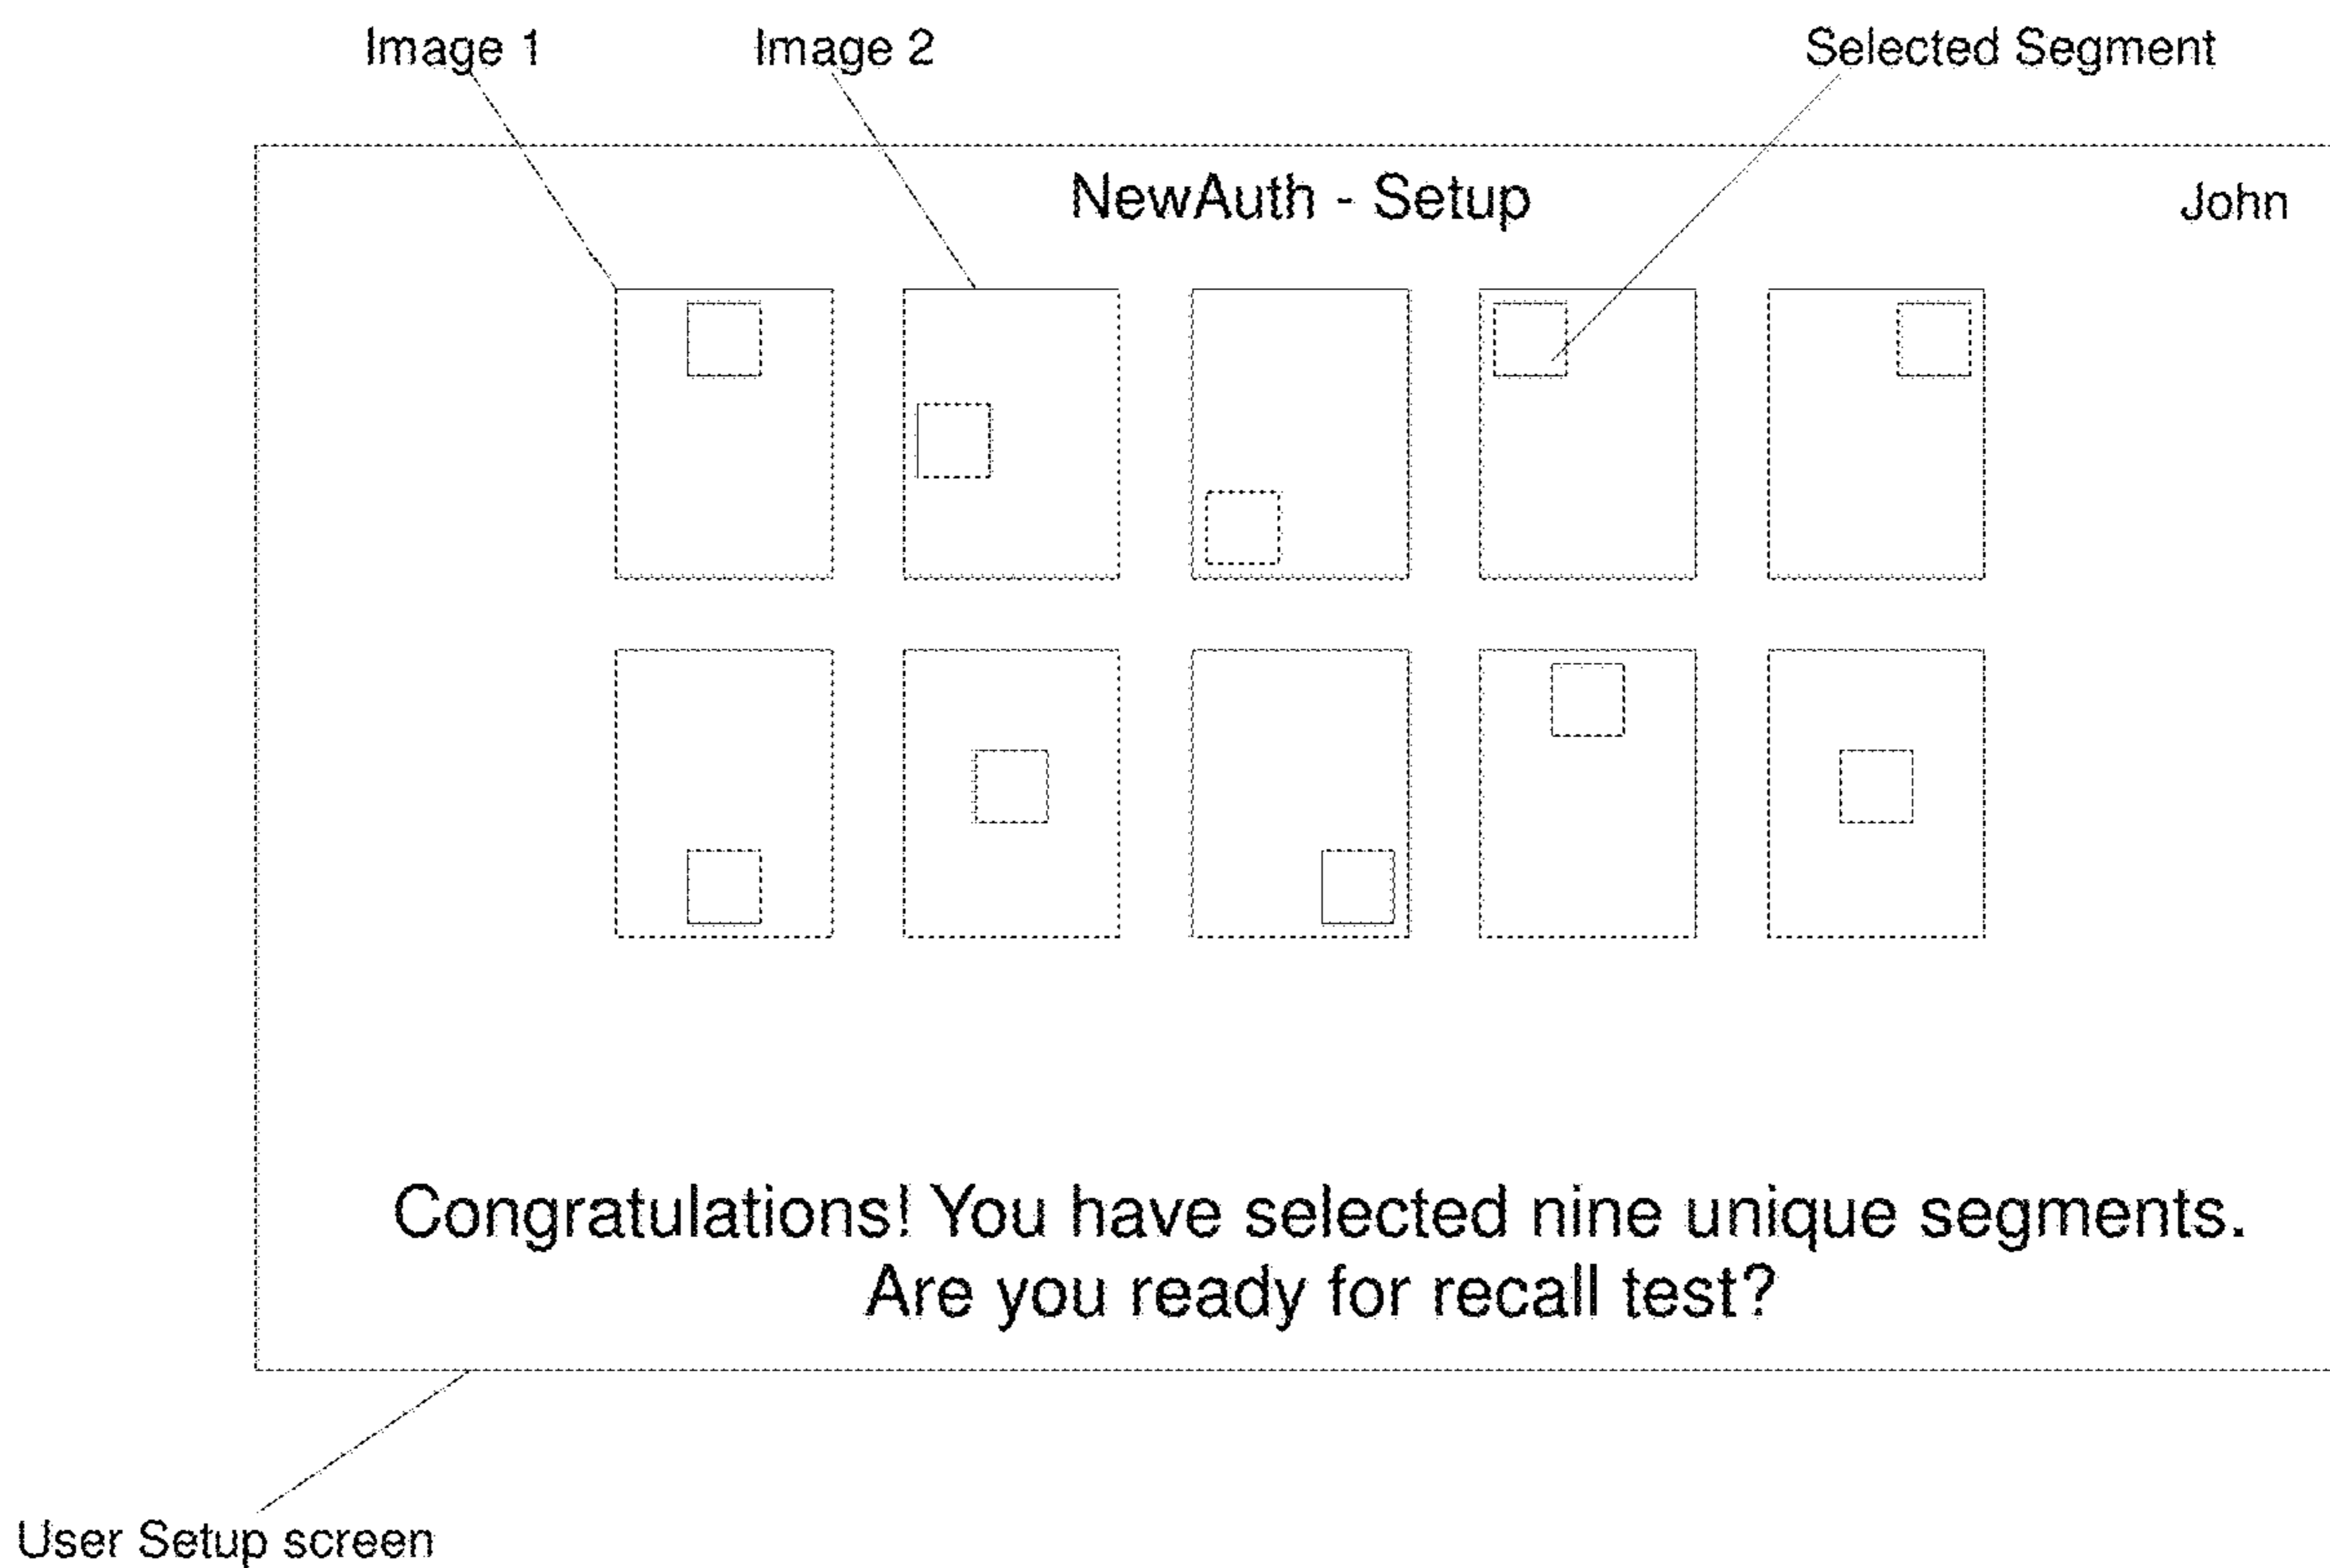 Image 1
Image 2
Selected Segment
NewAuth - Setup
John
Congratulations! You have selected nine unique segments.
Are you ready for recall test?
User Setup screen